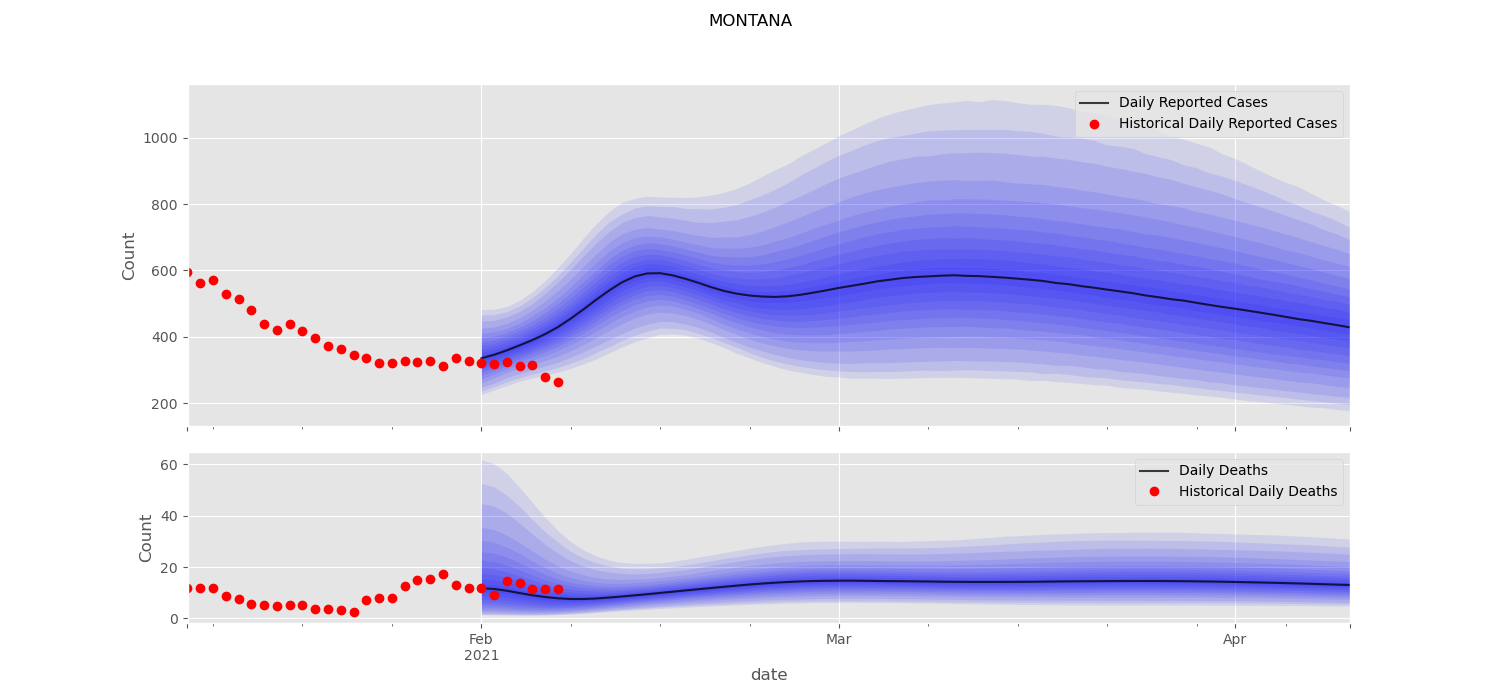 MONTANA
Daily Reported Cases
Historical Daily Reported Cases
Count
1000
800
600
400
200
Daily Deaths
Historical Daily Deaths
Count
60
40
20
0
Feb
2021
Mar
Apr
date